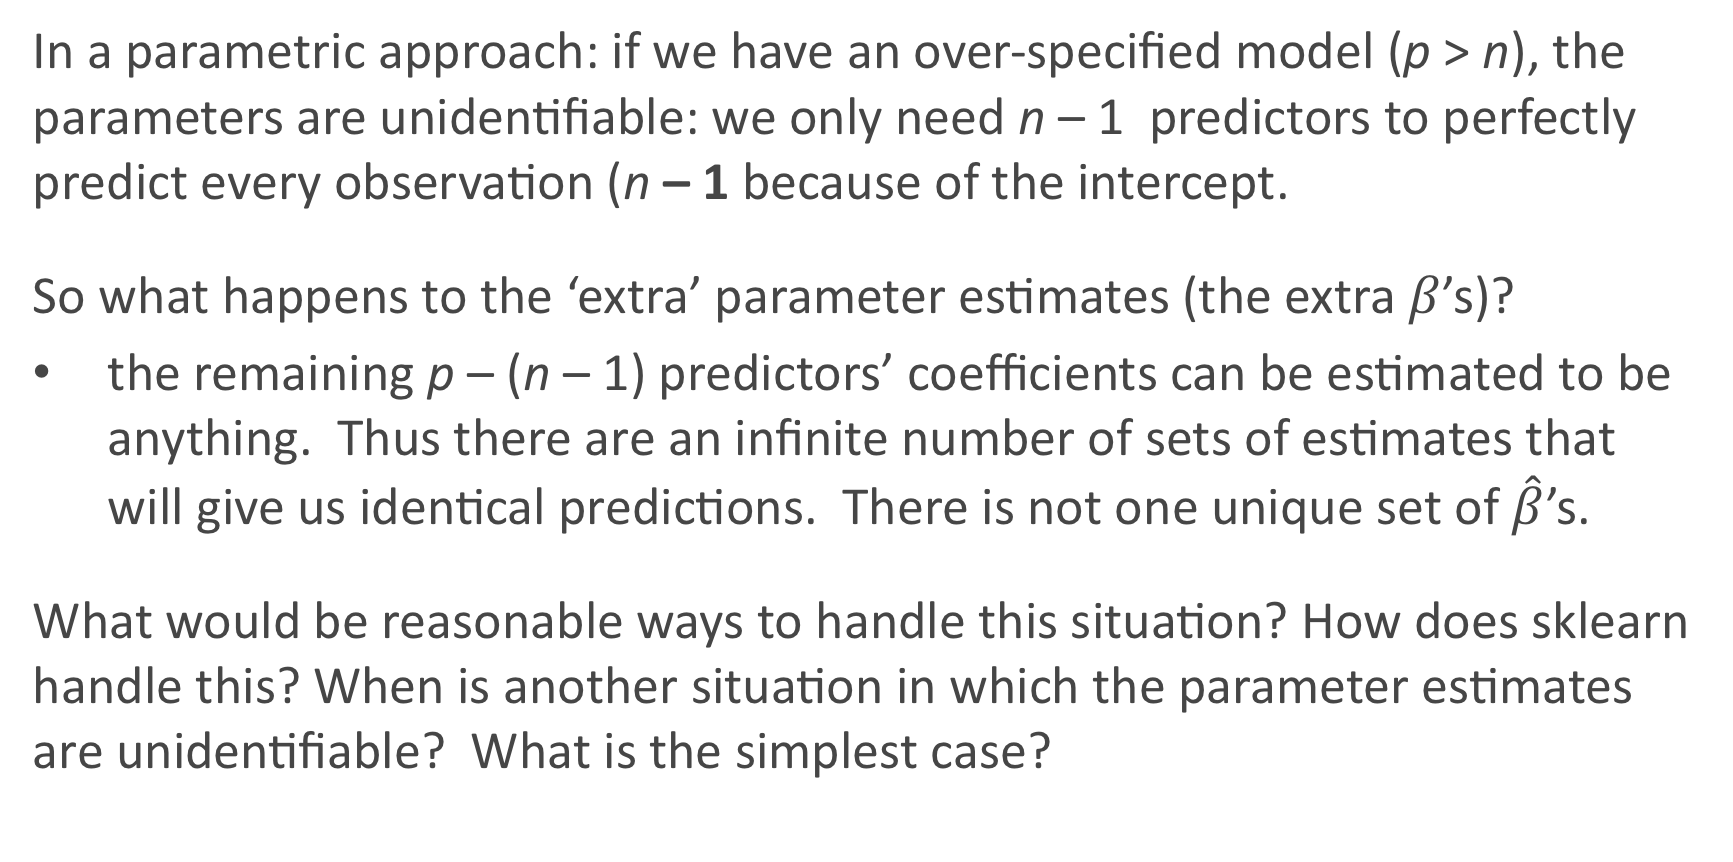 In a parametric approach: if we have an over-specified model (p > n), the
parameters are unidentifiable: we only need n – 1  predictors to perfectly
predict every observation (n – 1 because of the intercept.
So what happens to the ‘extra’ parameter estimates (the extra β’s)?
• the remaining p – (n – 1) predictors’ coefficients can be estimated to be
anything.  Thus there are an infinite number of sets of estimates that
will give us identical predictions.  There is not one unique set of β̂’s.
What would be reasonable ways to handle this situation? How does sklearn
handle this? When is another situation in which the parameter estimates
are unidentifiable?  What is the simplest case?